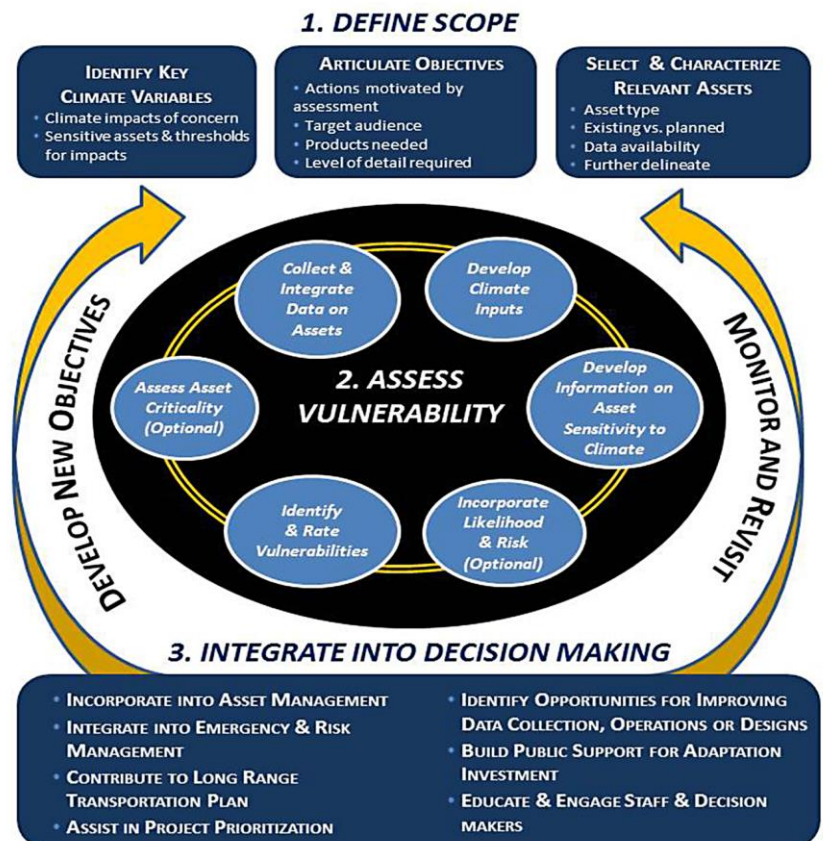 1. DEFINE SCOPE
IDENTIFY KEY
CLIMATE VARIABLES
• Climate impacts of concern
• Sensitive assets & thresholds
for impacts
ARTICULATE OBJECTIVES
• Actions motivated by
assessment
• Target audience
• Products needed
• Level of detail required
SELECT & CHARACTERIZE
RELEVANT ASSETS
• Asset type
• Existing vs. planned
• Data availability
• Further delineate
DEVELOP NEW OBJECTIVES
MONITOR AND REVISIT
2. ASSESS
VULNERABILITY
Collect &
Integrate
Data on
Assets
Develop
Climate
Inputs
Develop
Information on
Asset
Sensitivity to
Climate
Incorporate
Likelihood
& Risk
(Optional)
Identify
& Rate
Vulnerabilities
Assess Asset
Criticality
(Optional)
3. INTEGRATE INTO DECISION MAKING
• INCORPORATE INTO ASSET MANAGEMENT
• INTEGRATE INTO EMERGENCY & RISK
MANAGEMENT
• CONTRIBUTE TO LONG RANGE
TRANSPORTATION PLAN
• ASSIST IN PROJECT PRIORITIZATION
• IDENTIFY OPPORTUNITIES FOR IMPROVING
DATA COLLECTION, OPERATIONS OR DESIGNS
• BUILD PUBLIC SUPPORT FOR ADAPTATION
INVESTMENT
• EDUCATE & ENGAGE STAFF & DECISION
MAKERS